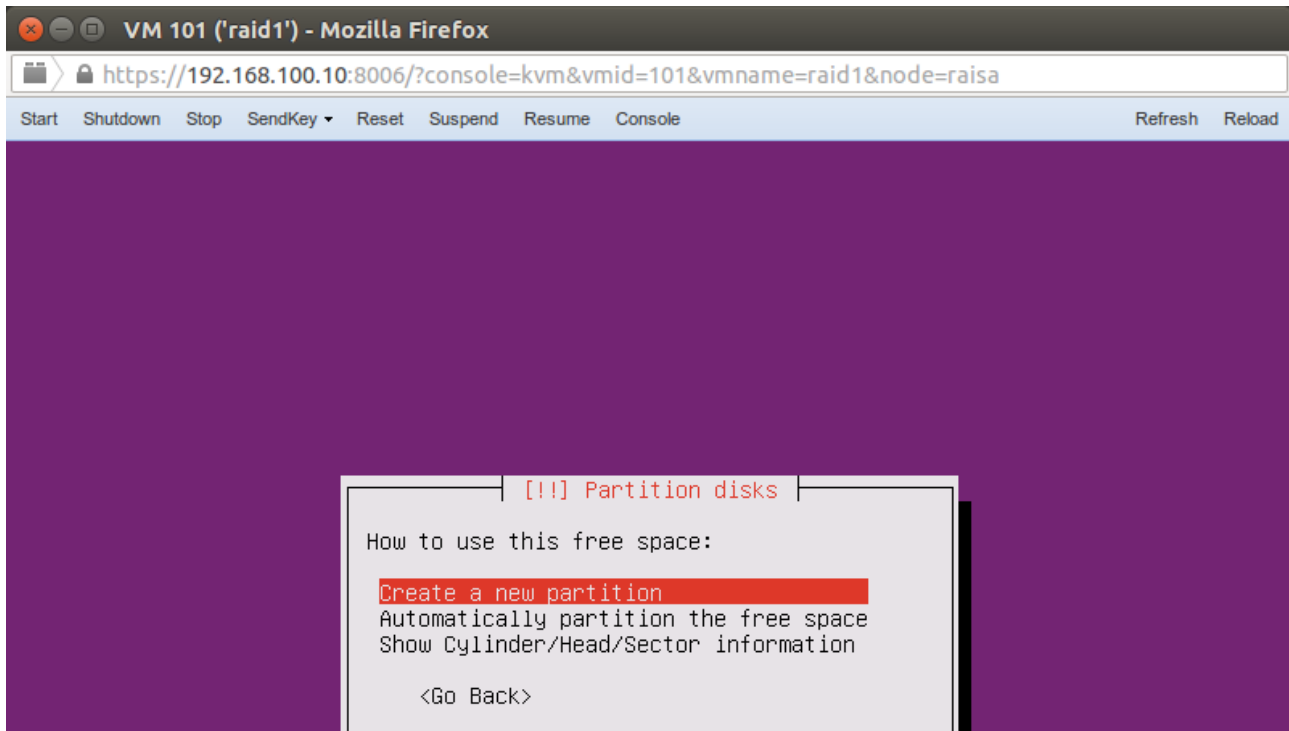 VM 101 ('raid1') - Mozilla Firefox
https://192.168.100.10:8006/?console=kvm&vmid=101&vmname=raid1&node=raisa
Start Shutdown Stop SendKey Reset Suspend Resume Console Refresh Reload
[!!] Partition disks
How to use this free space:
Create a new partition
Automatically partition the free space
Show Cylinder/Head/Sector information
<Go Back>